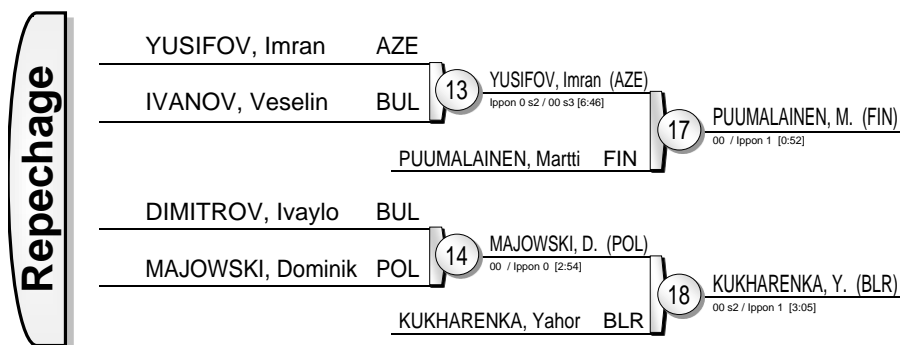 Repechage
YUSIFOV, Imran AZE
IVANOV, Veselin BUL
13
YUSIFOV, Imran (AZE)
Ippon 0 s2 / 00 s3 [6:46]
PUUMALAINEN, Martti FIN
17
PUUMALAINEN, M. (FIN)
00 / Ippon 1 [0:52]
DIMITROV, Ivaylo BUL
MAJOWSKI, Dominik POL
14
MAJOWSKI, D. (POL)
00 / Ippon 0 [2:54]
KUKHARENKA, Yahor BLR
18
KUKHARENKA, Y. (BLR)
00 s2 / Ippon 1 [3:05]